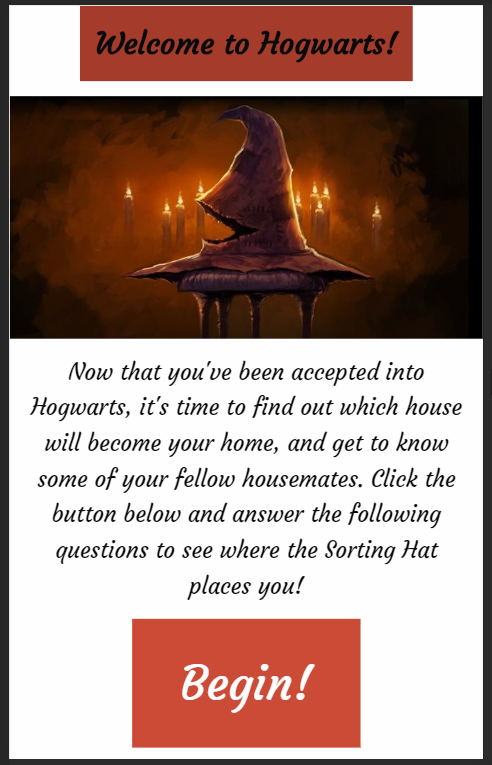 Welcome to Hogwarts!
Now that you've been accepted into
Hogwarts, it's time to find out which house
will become your home, and get to know
some of your fellow housemates. Click the
button below and answer the following
questions to see where the Sorting Hat
places you!
Begin!